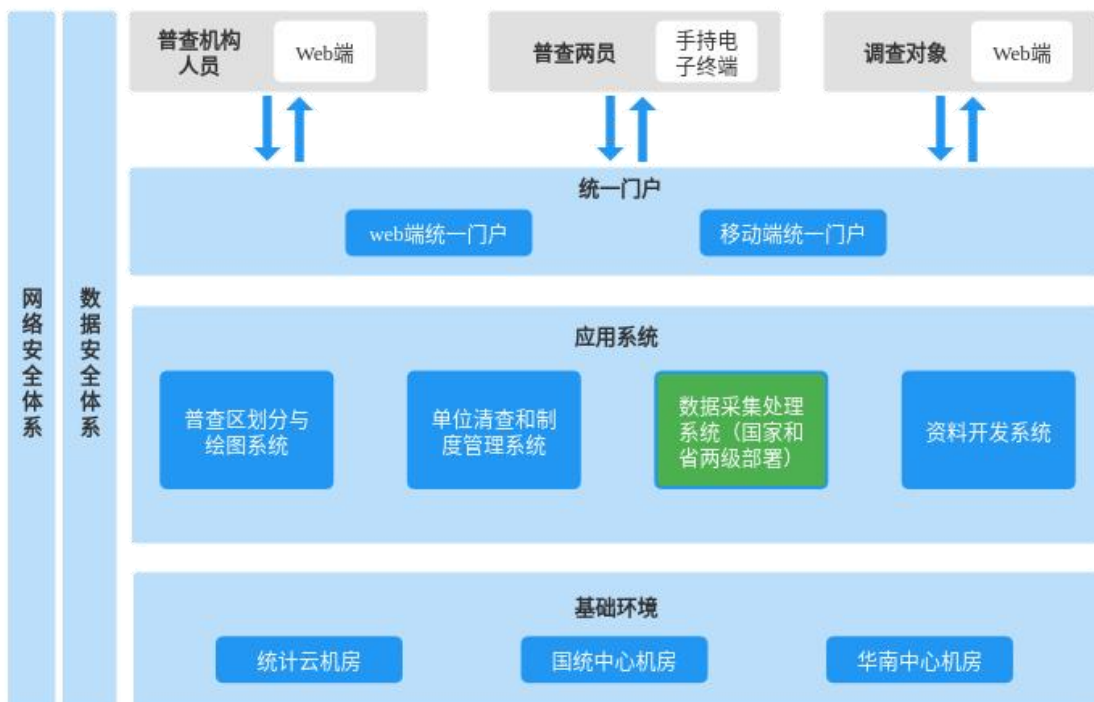 普查机构
人员
Web端
普查两员
手持电
子终端
调查对象
Web端
统一门户
web端统一门户
移动端统一门户
网络安全体系
数据安全体系
应用系统
普查区划分与
绘图系统
单位清查和制
度管理系统
数据采集处理
系统（国家和
省两级部署）
资料开发系统
基础环境
统计云机房
国统中心机房
华南中心机房